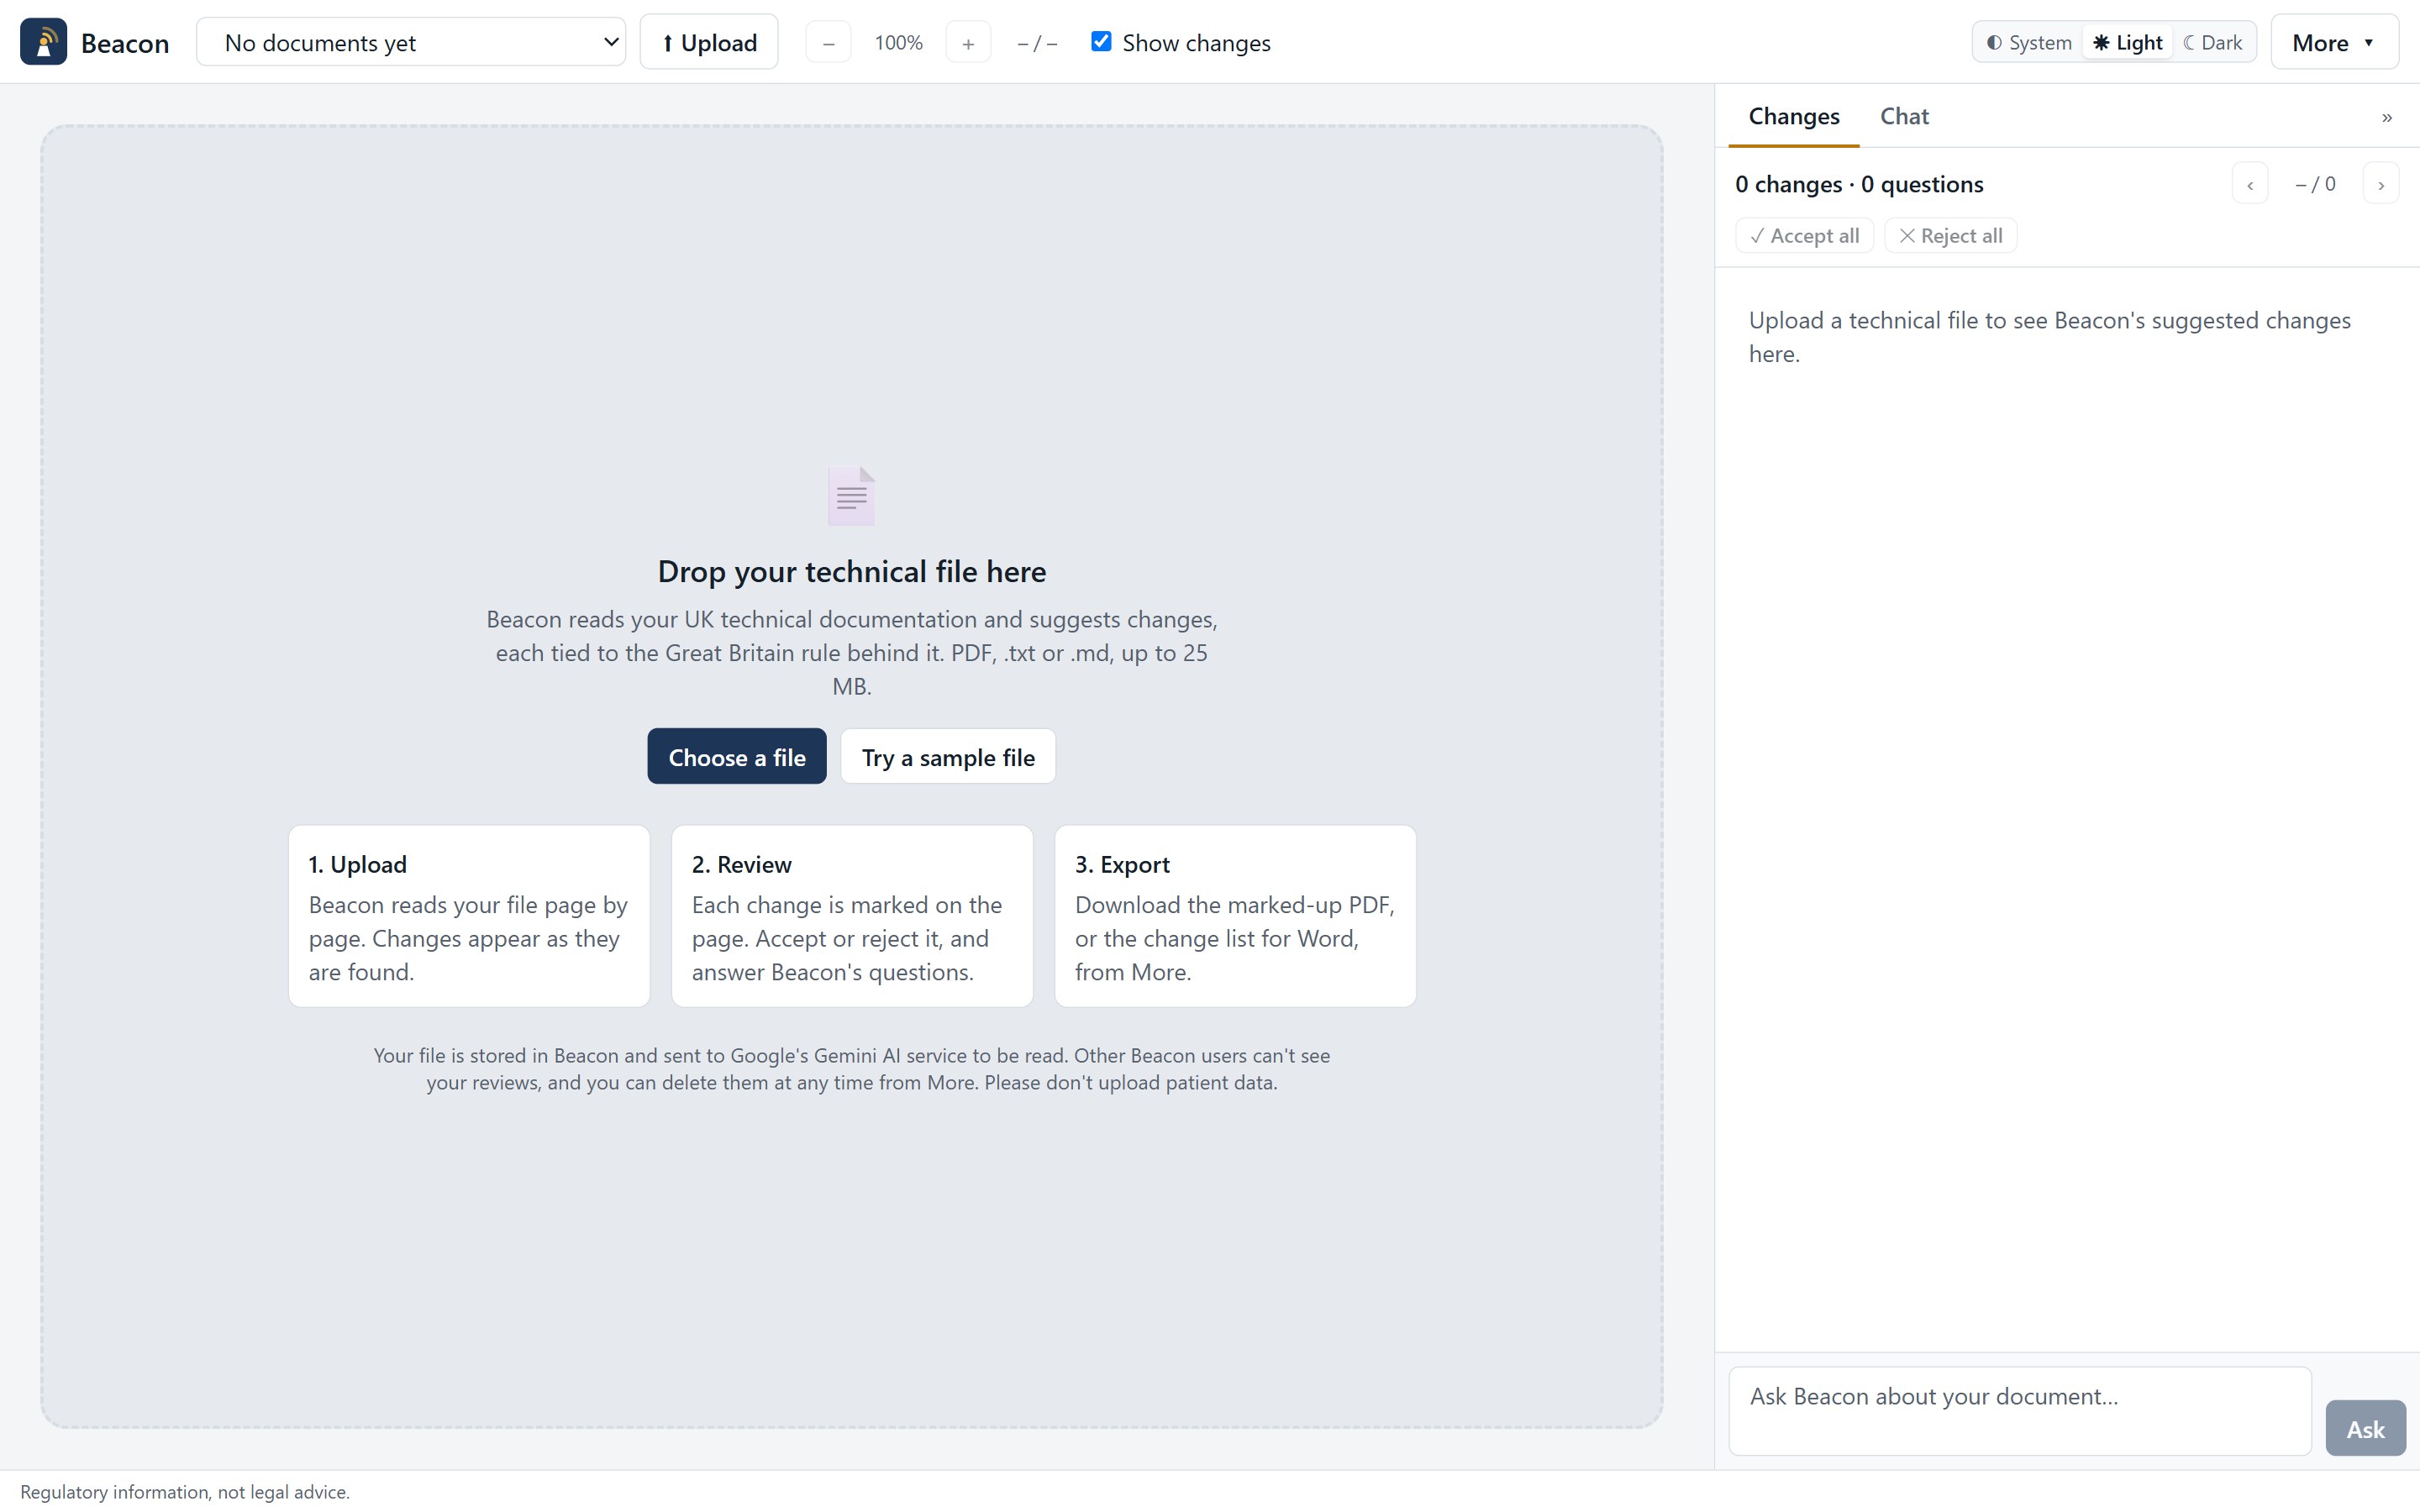 Beacon
No documents yet
Upload
–
100%
+
– / –
Show changes
System
Light
Dark
More
Changes
Chat
»
0 changes · 0 questions
‹
– / 0
›
✓ Accept all
✕ Reject all
Upload a technical file to see Beacon's suggested changes
here.
Drop your technical file here
Beacon reads your UK technical documentation and suggests changes,
each tied to the Great Britain rule behind it. PDF, .txt or .md, up to 25
MB.
Choose a file
Try a sample file
1. Upload
Beacon reads your file page by
page. Changes appear as they
are found.
2. Review
Each change is marked on the
page. Accept or reject it, and
answer Beacon's questions.
3. Export
Download the marked-up PDF,
or the change list for Word,
from More.
Your file is stored in Beacon and sent to Google's Gemini AI service to be read. Other Beacon users can't see
your reviews, and you can delete them at any time from More. Please don't upload patient data.
Ask Beacon about your document...
Ask
Regulatory information, not legal advice.